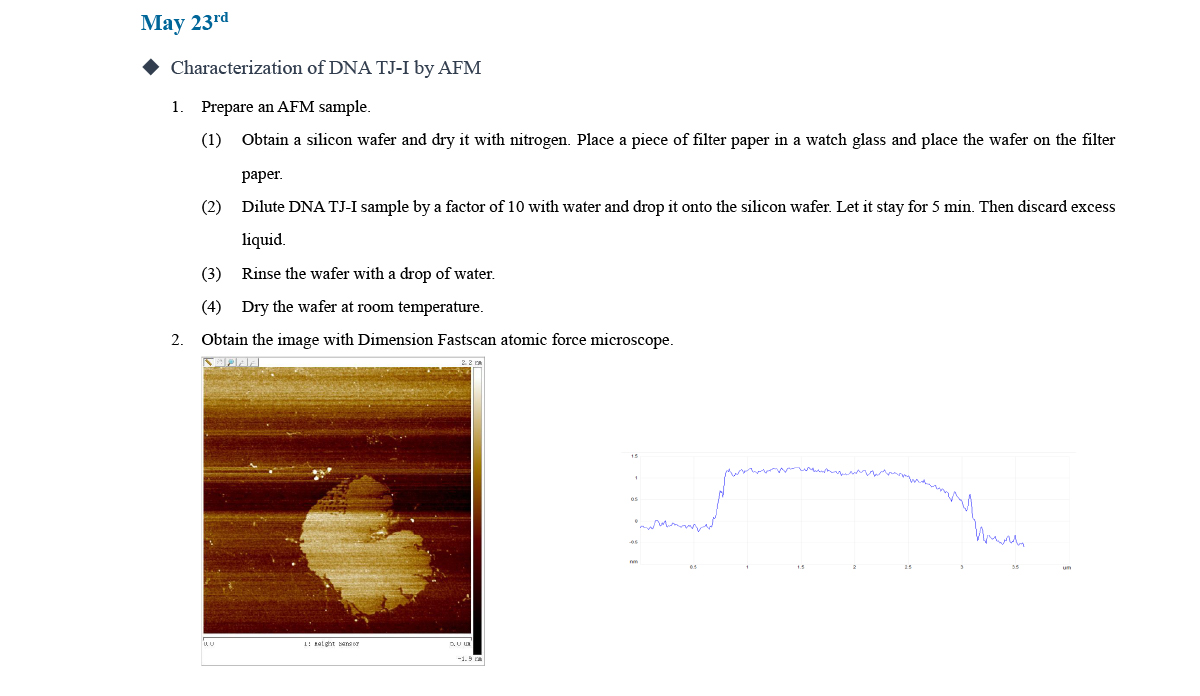 May 23rd
◆ Characterization of DNA TJ-I by AFM
1. Prepare an AFM sample.
(1) Obtain a silicon wafer and dry it with nitrogen. Place a piece of filter paper in a watch glass and place the wafer on the filter
paper.
(2) Dilute DNA TJ-I sample by a factor of 10 with water and drop it onto the silicon wafer. Let it stay for 5 min. Then discard excess
liquid.
(3) Rinse the wafer with a drop of water.
(4) Dry the wafer at room temperature.
2. Obtain the image with Dimension Fastscan atomic force microscope.
2.2 nm
0.0 1: Height Sensor 5.0 um
-1.9 nm
1.5
1
0.5
0
-0.5
nm 0.5 1 1.5 2 2.5 3 3.5 um